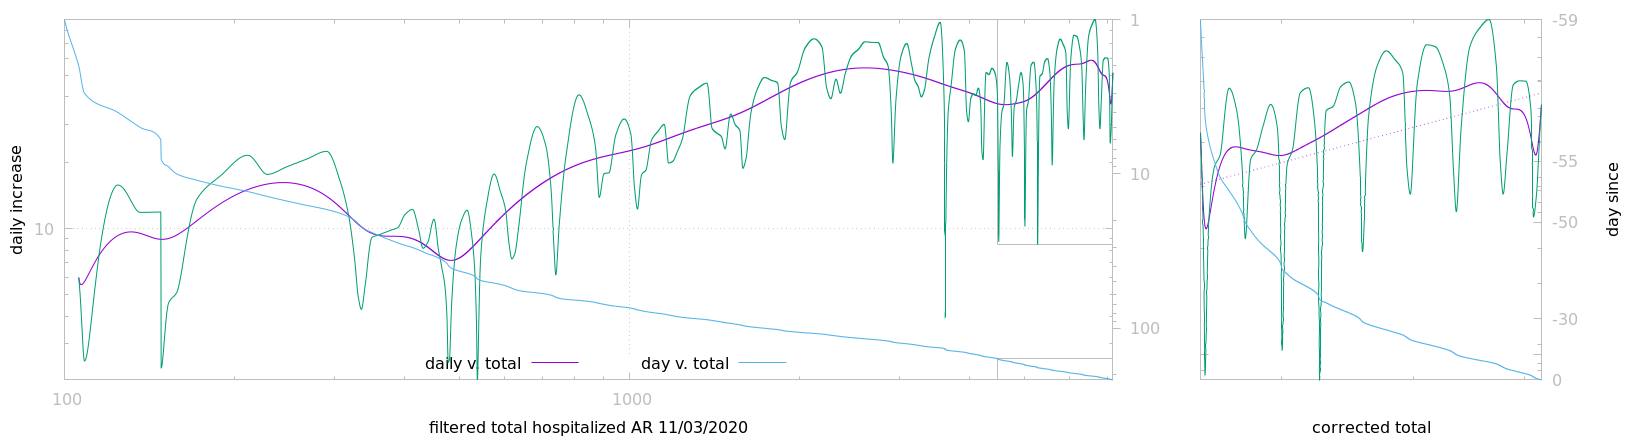 daily increase
10
100
1000
daily v. total
day v. total
filtered total hospitalized AR 11/03/2020
1
10
100
corrected total
-59
-55
-50
-30
0
day since